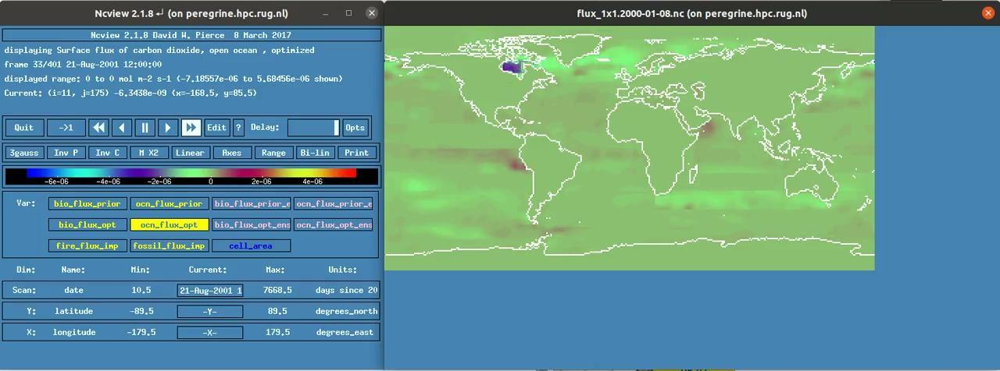 Ncview 2.1.8 (on peregrine.hpc.rug.nl)
flux_1x1.2000-01-08.nc (on peregrine.hpc.rug.nl)
Ncview 2.1.8 David W. Pierce 8 March 2017
displaying Surface flux of carbon dioxide, open ocean , optimized
frame 33/401 21-Aug-2001 12:00:00
displayed range: 0 to 0 mol m-2 s-1 (-7.18557e-06 to 5.68456e-06 shown)
Current: (i=11, j=175) -6.3438e-09 (x=-168.5, y=85.5)
Quit ->1 Edit ? Delay: Opts
3gauss Inv P Inv C M X2 Linear Axes Range Bi-lin Print
-6e-06 -4e-06 -2e-06 0 2e-06 4e-06
Var: bio_flux_prior ocn_flux_prior bio_flux_prior_e ocn_flux_prior_e
bio_flux_opt ocn_flux_opt bio_flux_opt_ens ocn_flux_opt_ens
fire_flux_imp fossil_flux_imp cell_area
Dim: Name: Min: Current: Max: Units:
Scan: date 10.5 21-Aug-2001 1 7668.5 days since 20
Y: latitude -89.5 -Y- 89.5 degrees_north
X: longitude -179.5 -X- 179.5 degrees_east